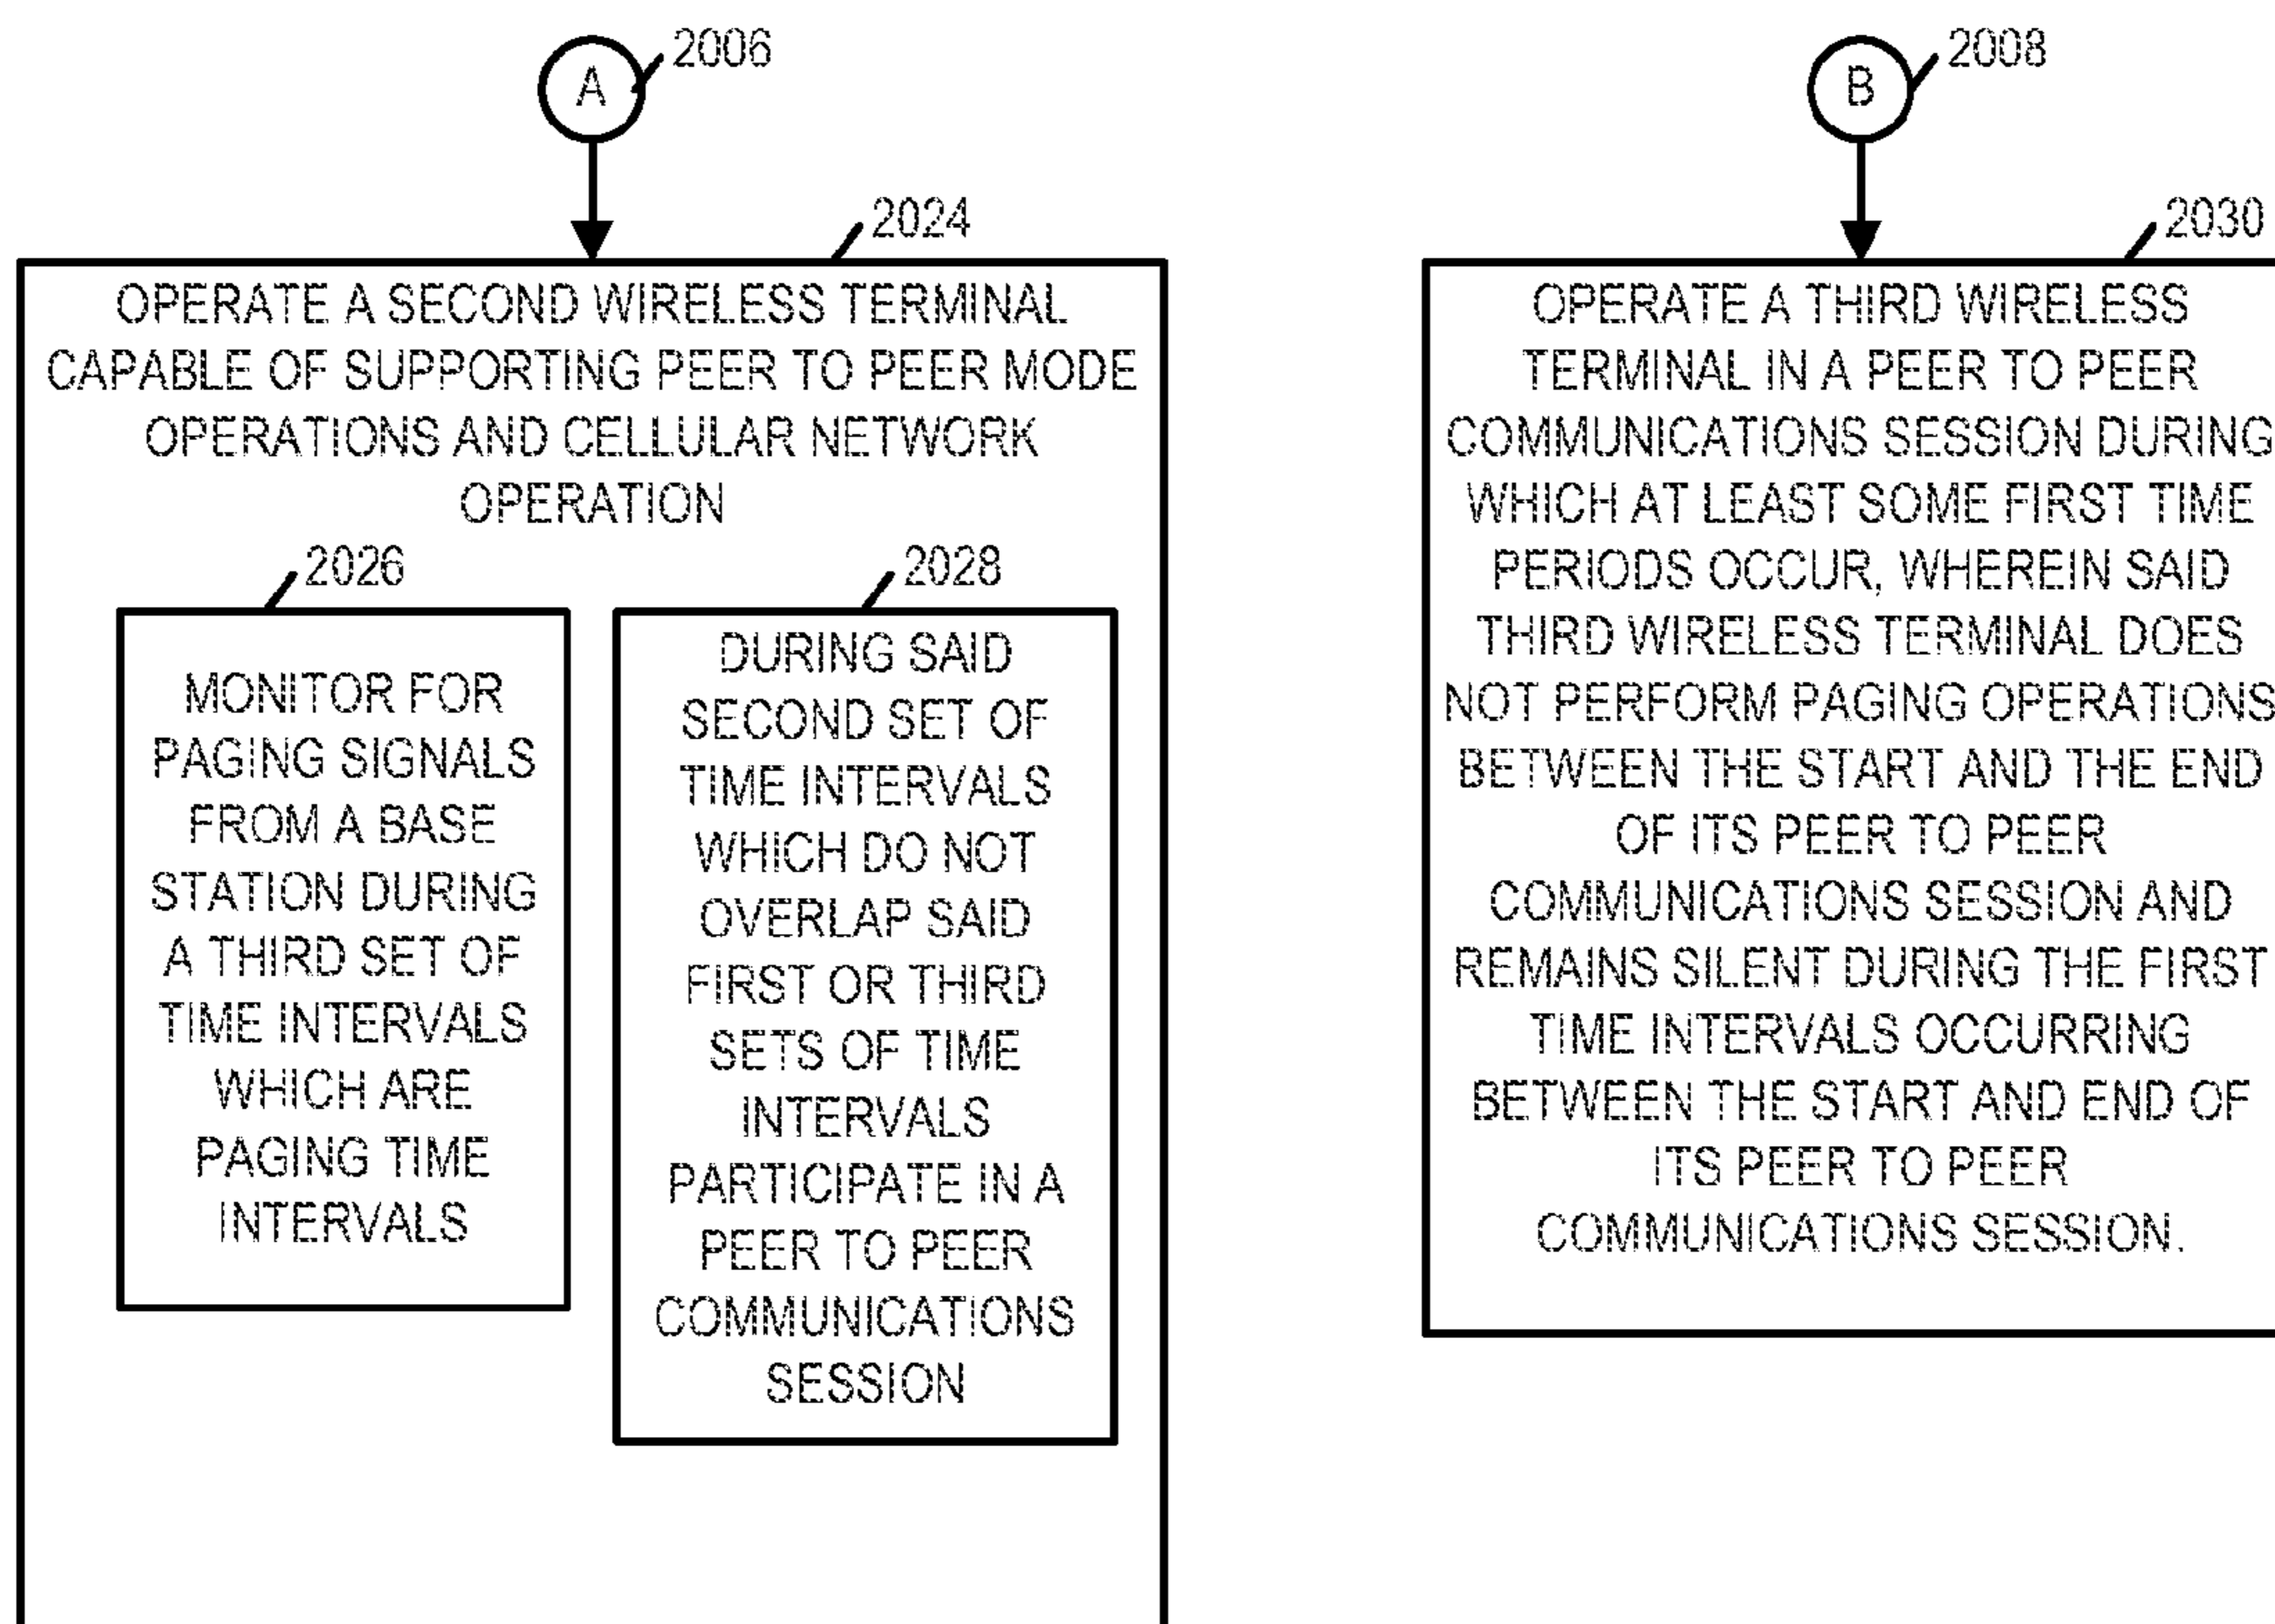 A
2006
2024
OPERATE A SECOND WIRELESS TERMINAL
CAPABLE OF SUPPORTING PEER TO PEER MODE
OPERATIONS AND CELLULAR NETWORK
OPERATION
2026
MONITOR FOR
PAGING SIGNALS
FROM A BASE
STATION DURING
A THIRD SET OF
TIME INTERVALS
WHICH ARE
PAGING TIME
INTERVALS
2028
DURING SAID
SECOND SET OF
TIME INTERVALS
WHICH DO NOT
OVERLAP SAID
FIRST OR THIRD
SETS OF TIME
INTERVALS
PARTICIPATE IN A
PEER TO PEER
COMMUNICATIONS
SESSION
B
2008
2030
OPERATE A THIRD WIRELESS
TERMINAL IN A PEER TO PEER
COMMUNICATIONS SESSION DURING
WHICH AT LEAST SOME FIRST TIME
PERIODS OCCUR, WHEREIN SAID
THIRD WIRELESS TERMINAL DOES
NOT PERFORM PAGING OPERATIONS
BETWEEN THE START AND THE END
OF ITS PEER TO PEER
COMMUNICATIONS SESSION AND
REMAINS SILENT DURING THE FIRST
TIME INTERVALS OCCURRING
BETWEEN THE START AND END OF
ITS PEER TO PEER
COMMUNICATIONS SESSION.